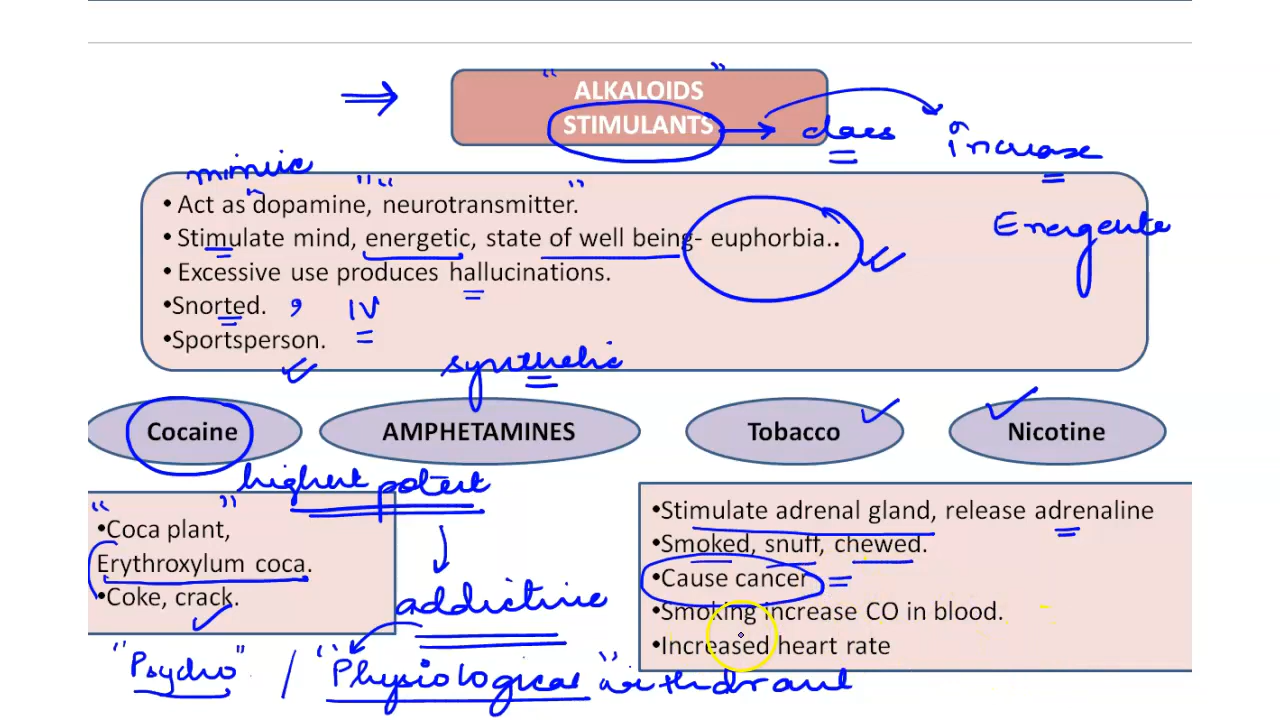 ALKALOIDS
STIMULANTS
does increase
mimic
• Act as dopamine, "neurotransmitter."
Energente
• Stimulate mind, energetic, state of well being- euphorbia..
• Excessive use produces hallucinations.
•Snorted. , IV
•Sportsperson.
synthetic
Cocaine
AMPHETAMINES
Tobacco
Nicotine
highest potent
•Coca plant,
Erythroxylum coca.
•Coke, crack.
addictive
"Psycho" / "Physiological" withdrawl
•Stimulate adrenal gland, release adrenaline
•Smoked, snuff, chewed.
•Cause cancer
•Smoking increase CO in blood.
•Increased heart rate